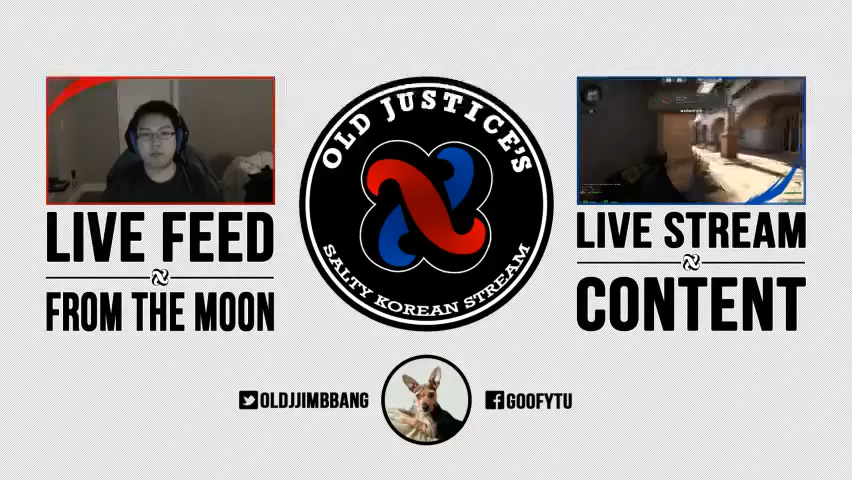 OLD JUSTICE'S
SALTY KOREAN STREAM
LIVE FEED
FROM THE MOON
LIVE STREAM
CONTENT
OLDJJIMBBANG
GOOFYTU